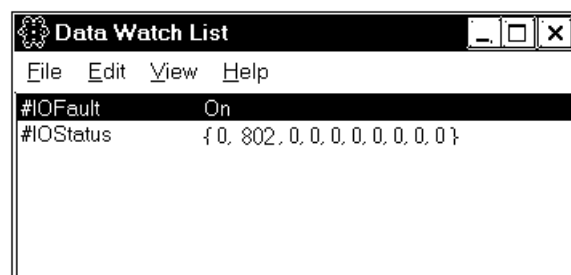 Data Watch List
File Edit View Help
#IOFault On
#IOStatus { 0, 802, 0, 0, 0, 0, 0, 0, 0, 0 }